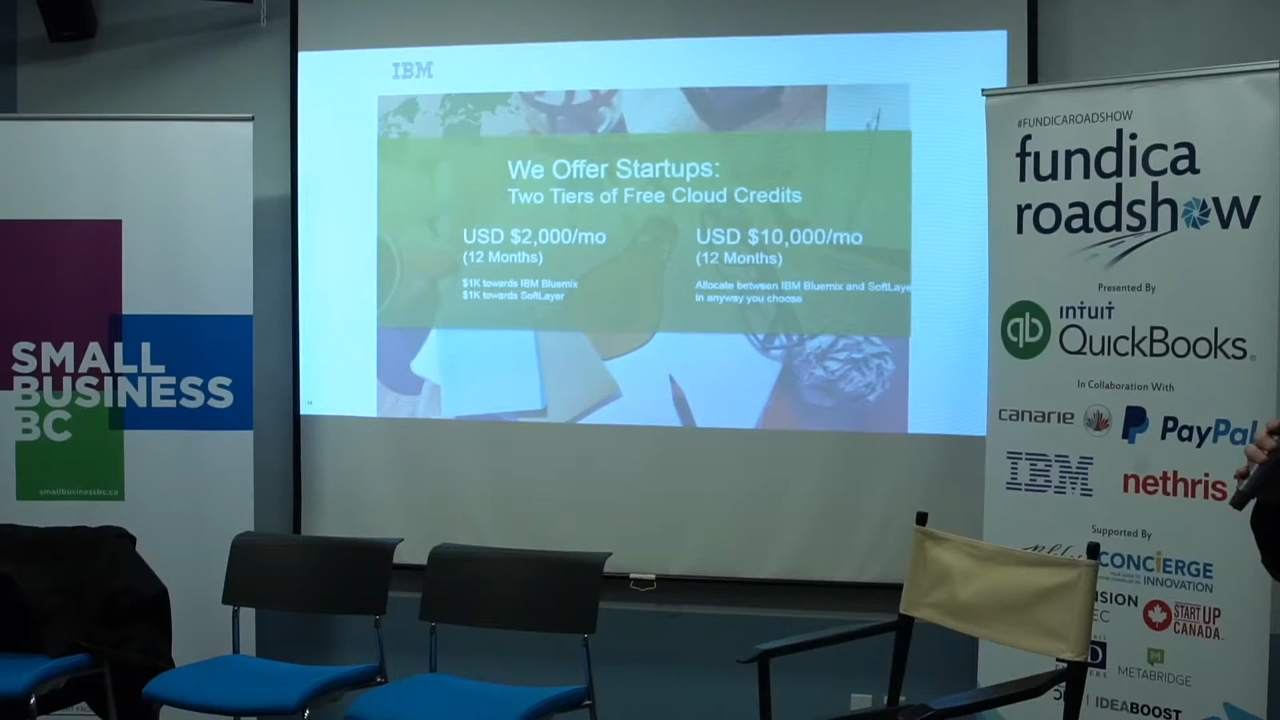 IBM
We Offer Startups:
Two Tiers of Free Cloud Credits
USD $2,000/mo
(12 Months)
$1K towards IBM Bluemix
$1K towards SoftLayer
USD $10,000/mo
(12 Months)
Allocate between IBM Bluemix and SoftLaye
in anyway you choose
SMALL
BUSINESS
BC
smallbusinessbc.ca
#FUNDICAROADSHOW
fundica
roadshow
Presented By
qb
intuit
QuickBooks
In Collaboration With
canarie
PayPal
IBM
nethris
Supported By
CONCIERGE
INNOVATION
STARTUP
CANADA
METABRIDGE
IDEABOOST